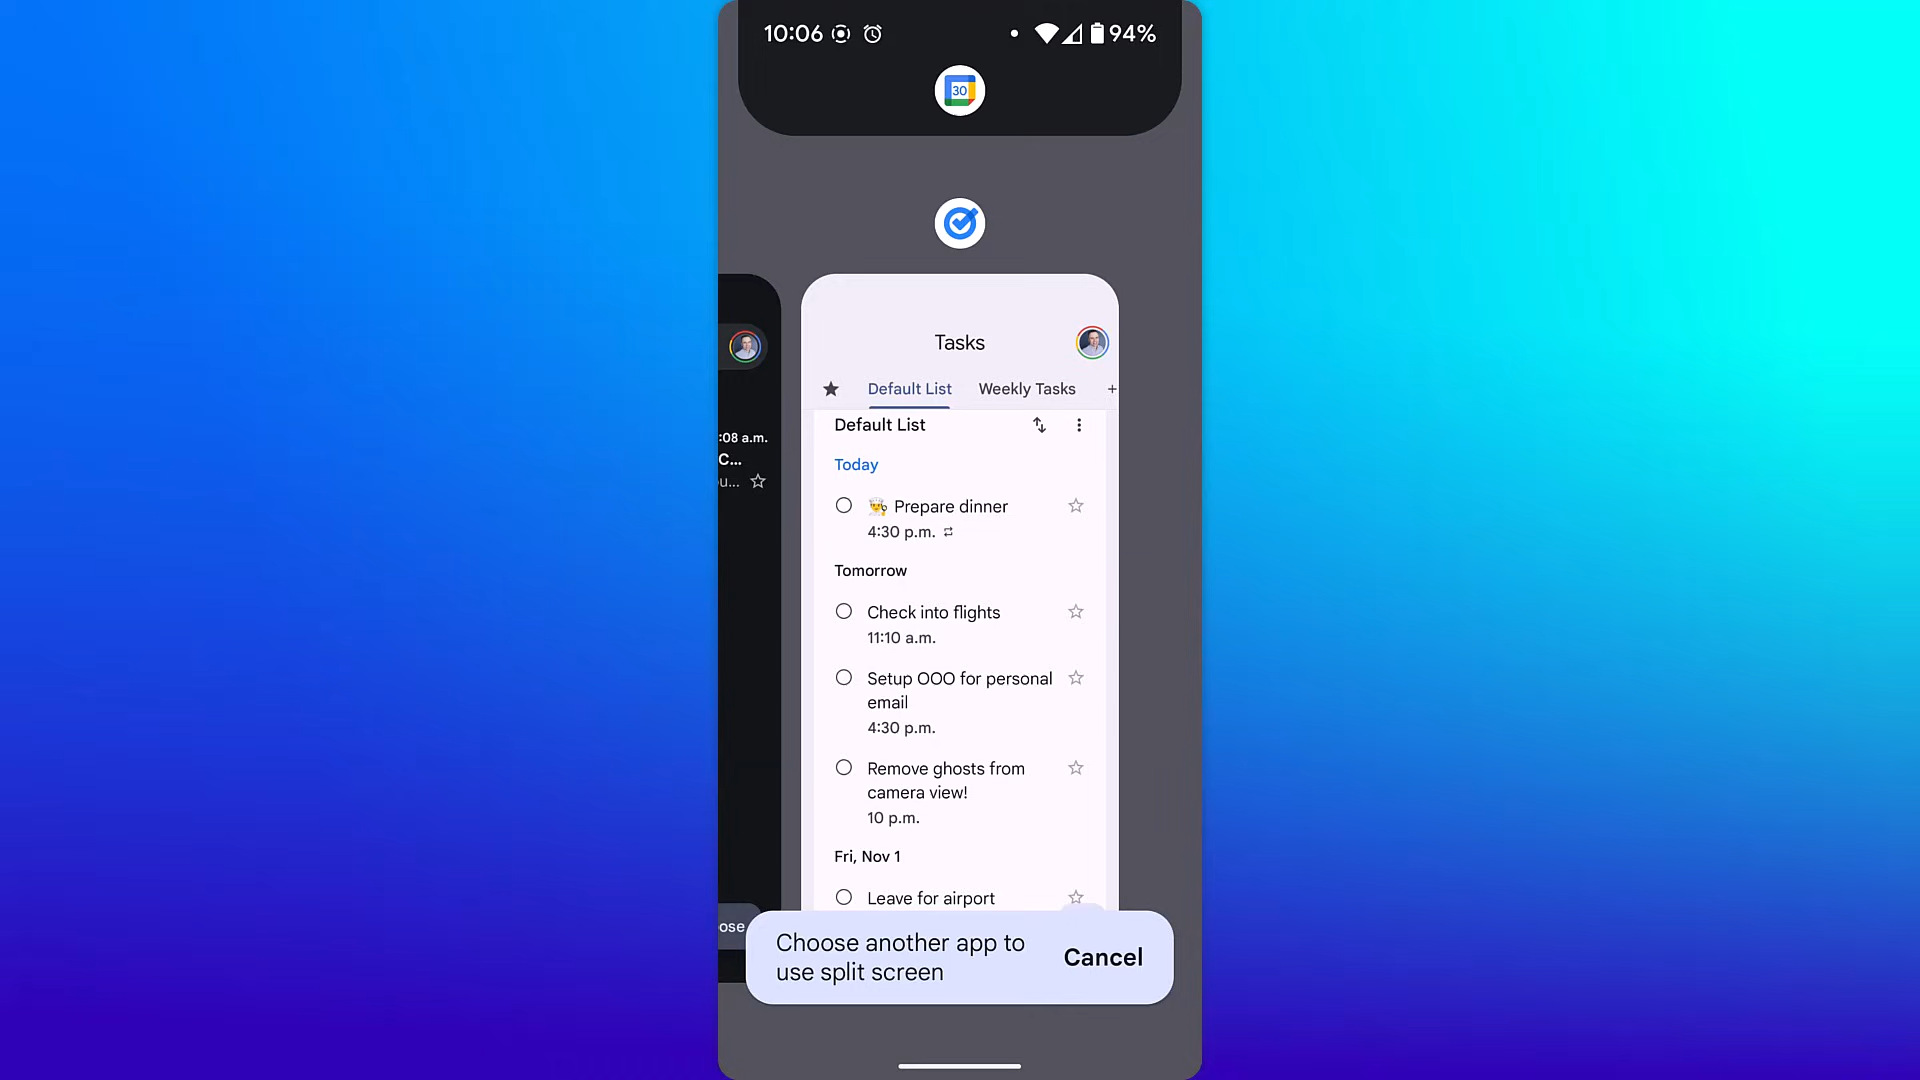 10:06
94%
30
Tasks
Default List
Weekly Tasks
+
Default List
Today
Prepare dinner
4:30 p.m.
Tomorrow
Check into flights
11:10 a.m.
Setup OOO for personal
email
4:30 p.m.
Remove ghosts from
camera view!
10 p.m.
Fri, Nov 1
Leave for airport
:08 a.m.
C...
u...
ose
Choose another app to
use split screen
Cancel